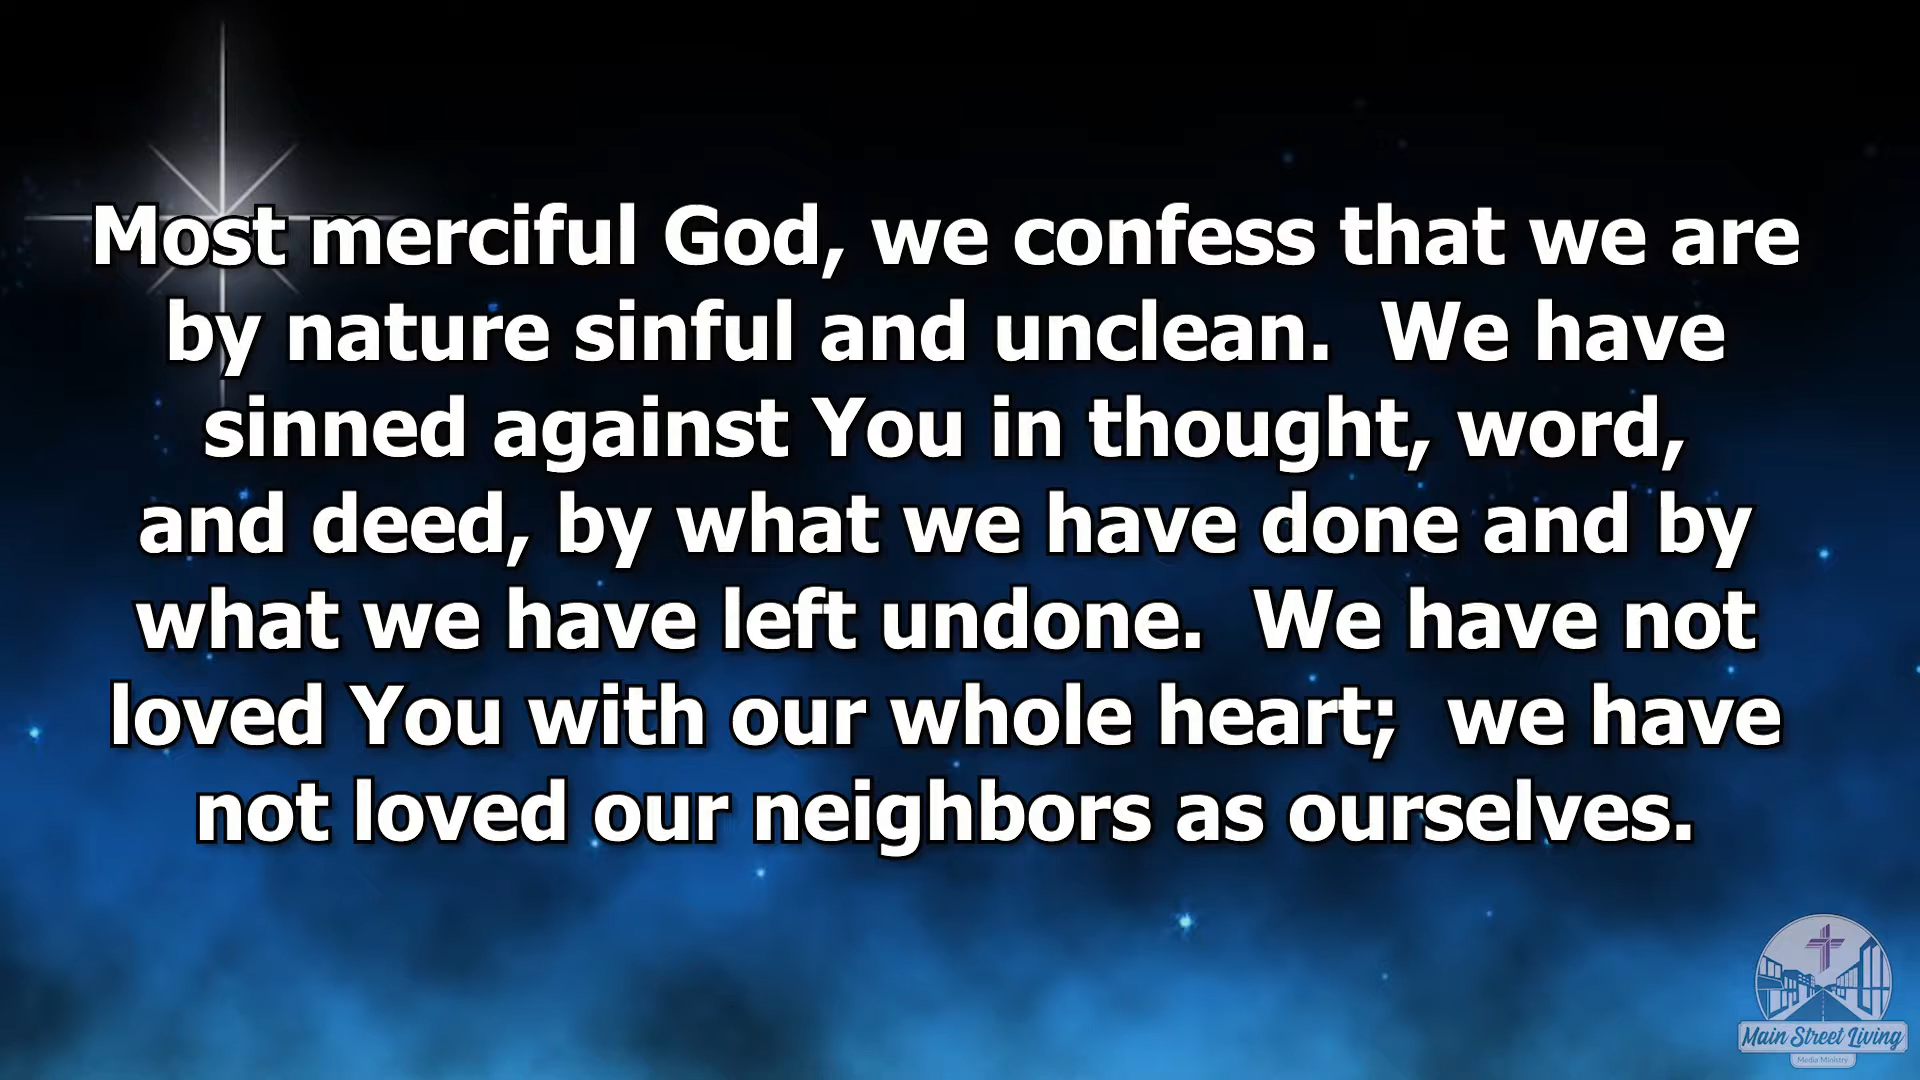 Most merciful God, we confess that we are
by nature sinful and unclean.  We have
sinned against You in thought, word,
and deed, by what we have done and by
what we have left undone.  We have not
loved You with our whole heart;  we have
not loved our neighbors as ourselves.
Main Street Living
Media Ministry